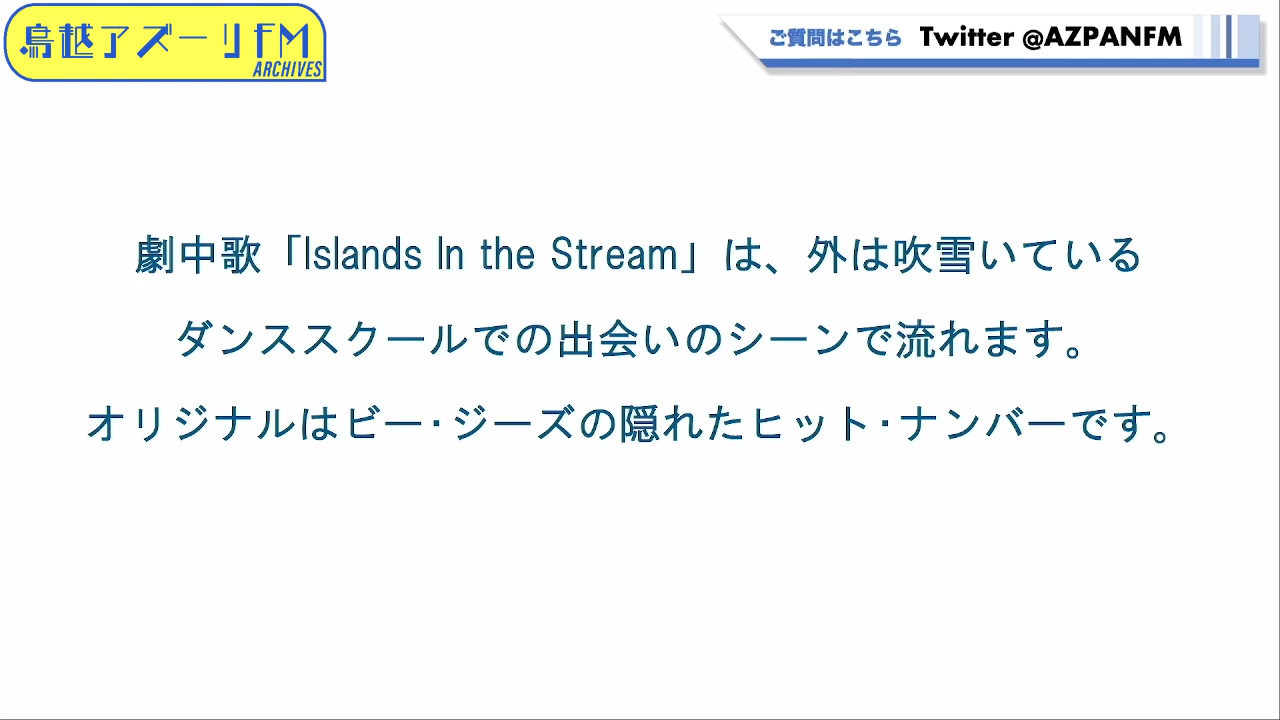 鳥越アズーリFM
ARCHIVES
ご質問はこちら Twitter @AZPANFM
劇中歌「Islands In the Stream」は、外は吹雪いている
ダンススクールでの出会いのシーンで流れます。
オリジナルはビー・ジーズの隠れたヒット・ナンバーです。